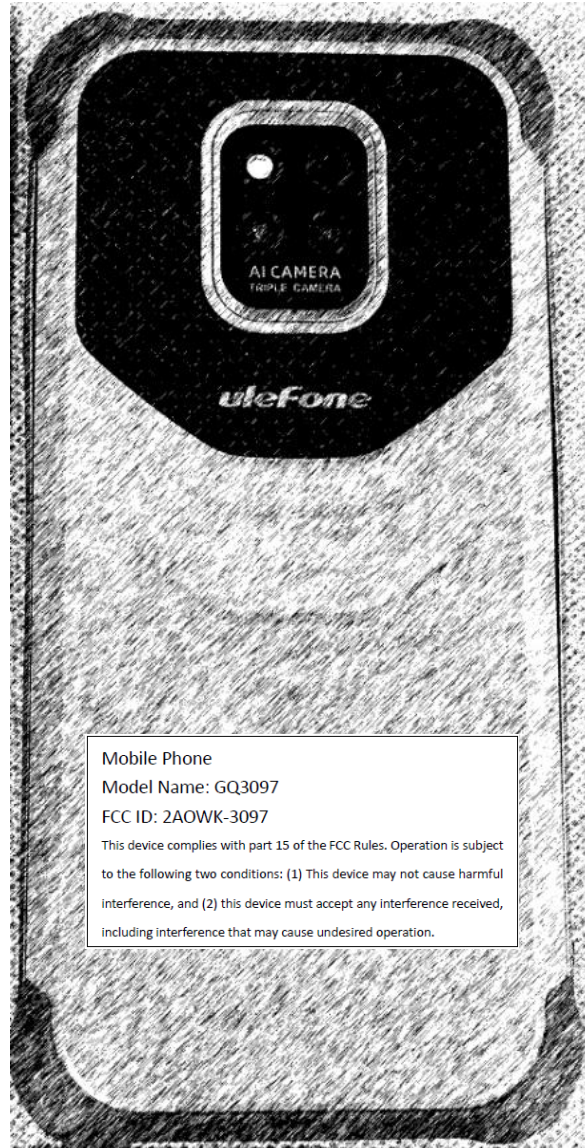 AI CAMERA
TRIPLE CAMERA
uleFone
Mobile Phone
Model Name: GQ3097
FCC ID: 2AOWK-3097
This device complies with part 15 of the FCC Rules. Operation is subject
to the following two conditions: (1) This device may not cause harmful
interference, and (2) this device must accept any interference received,
including interference that may cause undesired operation.